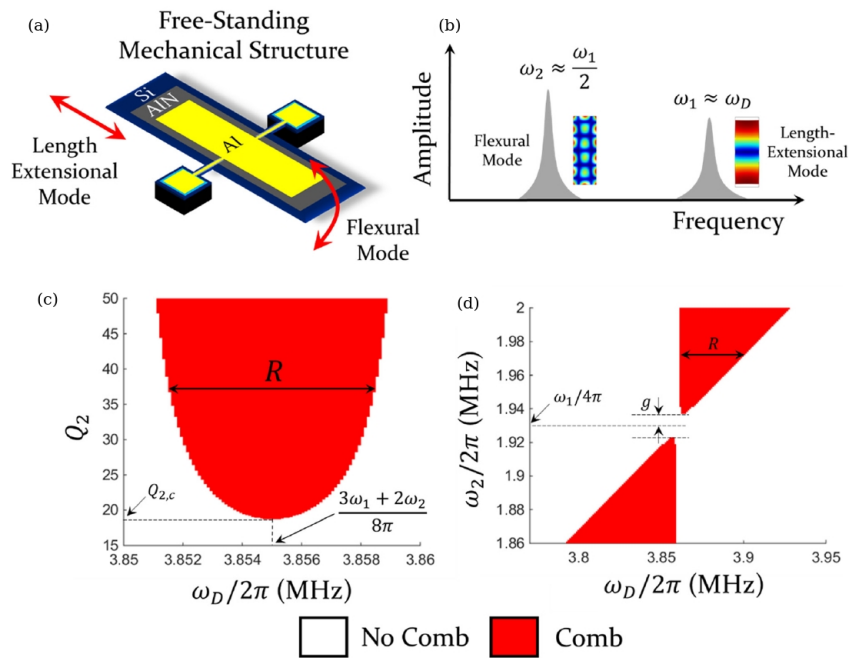 (a)
Free-Standing
Mechanical Structure
Si
AlN
Al
Length
Extensional
Mode
Flexural
Mode
(b)
Amplitude
ω₂ ≈ ω₁/2
ω₁ ≈ ω_D
Flexural
Mode
Length-
Extensional
Mode
Frequency
(c)
50
45
40
35
30
25
20
15
Q₂
R
Q₂,c
(3ω₁ + 2ω₂)/8π
3.85
3.852
3.854
3.856
3.858
3.86
ω_D/2π (MHz)
(d)
2
1.98
1.96
1.94
1.92
1.9
1.88
1.86
ω₂/2π (MHz)
R
g
ω₁/4π
3.8
3.85
3.9
3.95
ω_D/2π (MHz)
No Comb
Comb